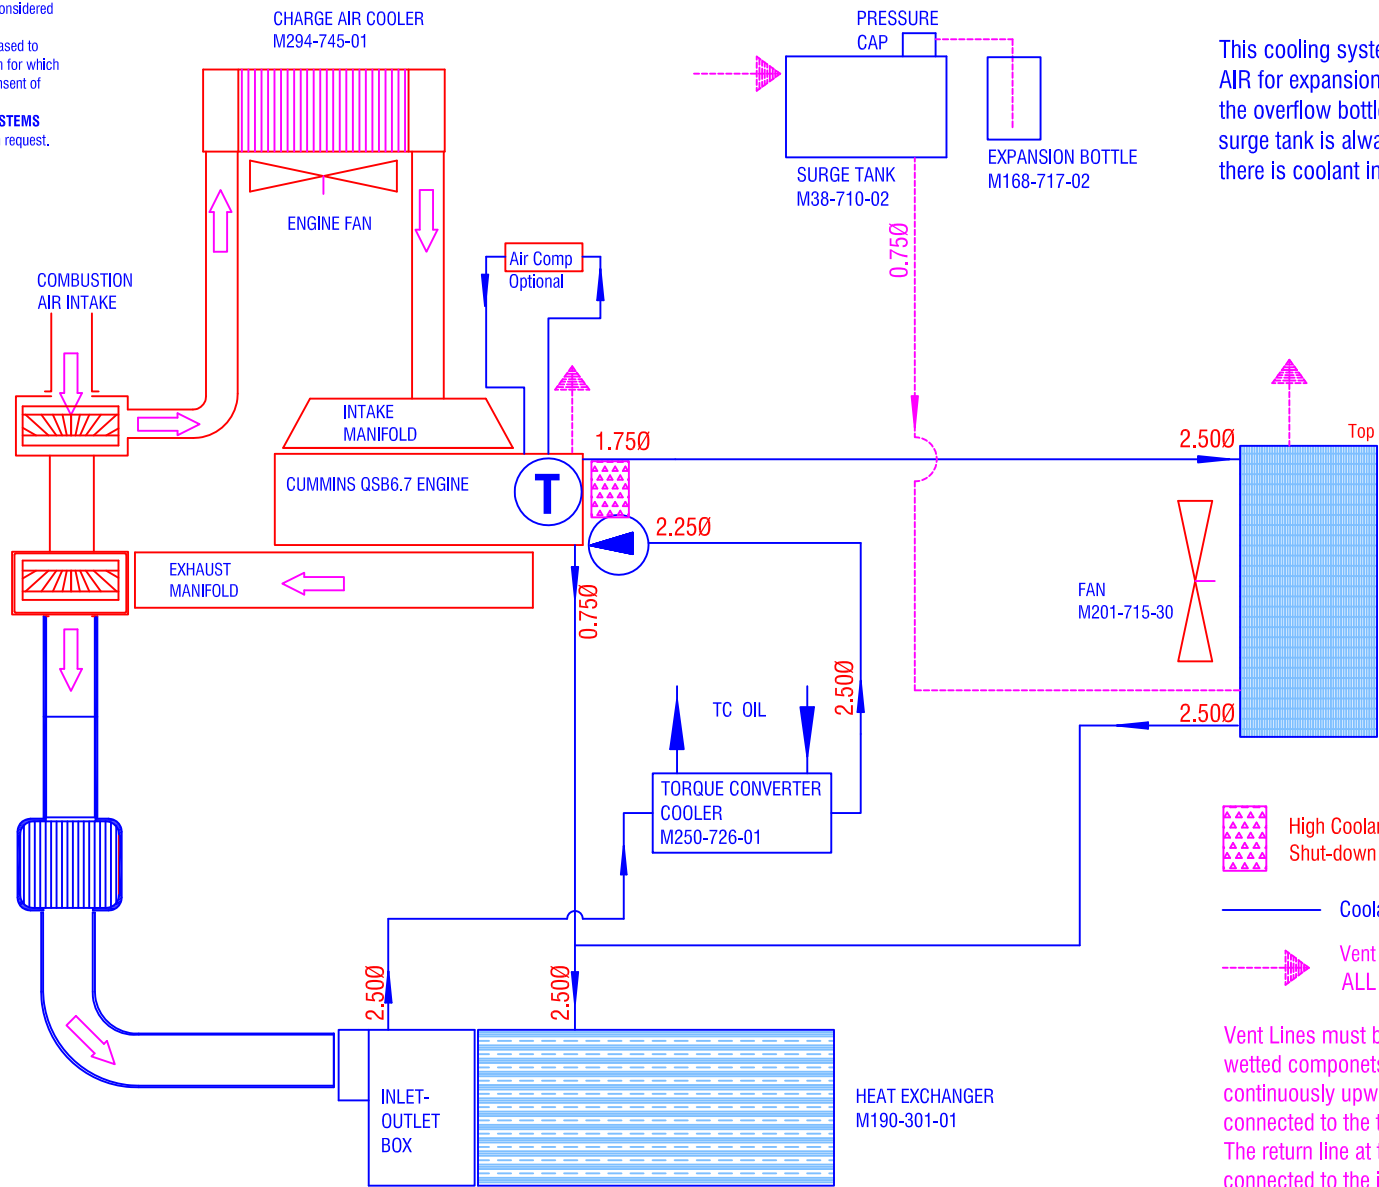 onsidered
ased to
n for which
nsent of
STEMS
request.
CHARGE AIR COOLER
M294-745-01
ENGINE FAN
COMBUSTION
AIR INTAKE
Air Comp
Optional
PRESSURE
CAP
SURGE TANK
M38-710-02
EXPANSION BOTTLE
M168-717-02
This cooling syste
AIR for expansion
the overflow bottl
surge tank is alwa
there is coolant in
0.75Ø
INTAKE
MANIFOLD
CUMMINS QSB6.7 ENGINE
T
1.75Ø
2.25Ø
2.50Ø
Top
EXHAUST
MANIFOLD
0.75Ø
FAN
M201-715-30
TC OIL
2.50Ø
2.50Ø
TORQUE CONVERTER
COOLER
M250-726-01
High Coola
Shut-down
Coola
Vent
ALL
2.50Ø
2.50Ø
INLET-
OUTLET
BOX
HEAT EXCHANGER
M190-301-01
Vent Lines must b
wetted componets
continuously upw
connected to the t
The return line at t
connected to the i